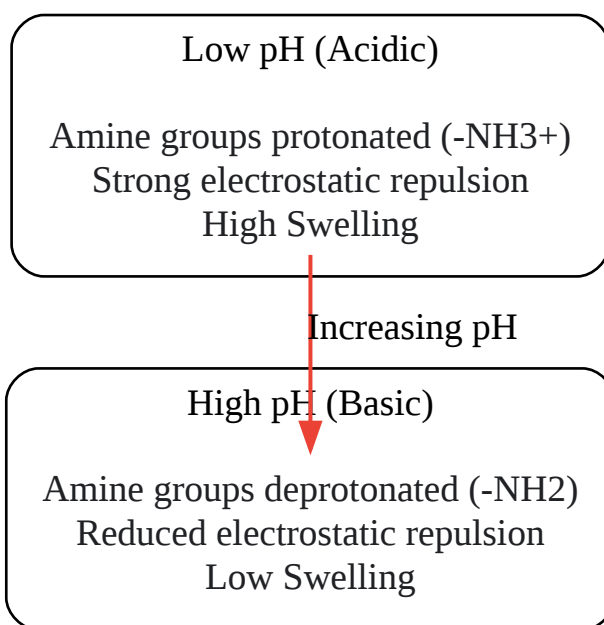 Low pH (Acidic)
Amine groups protonated (-NH3+)
Strong electrostatic repulsion
High Swelling
Increasing pH
High pH (Basic)
Amine groups deprotonated (-NH2)
Reduced electrostatic repulsion
Low Swelling